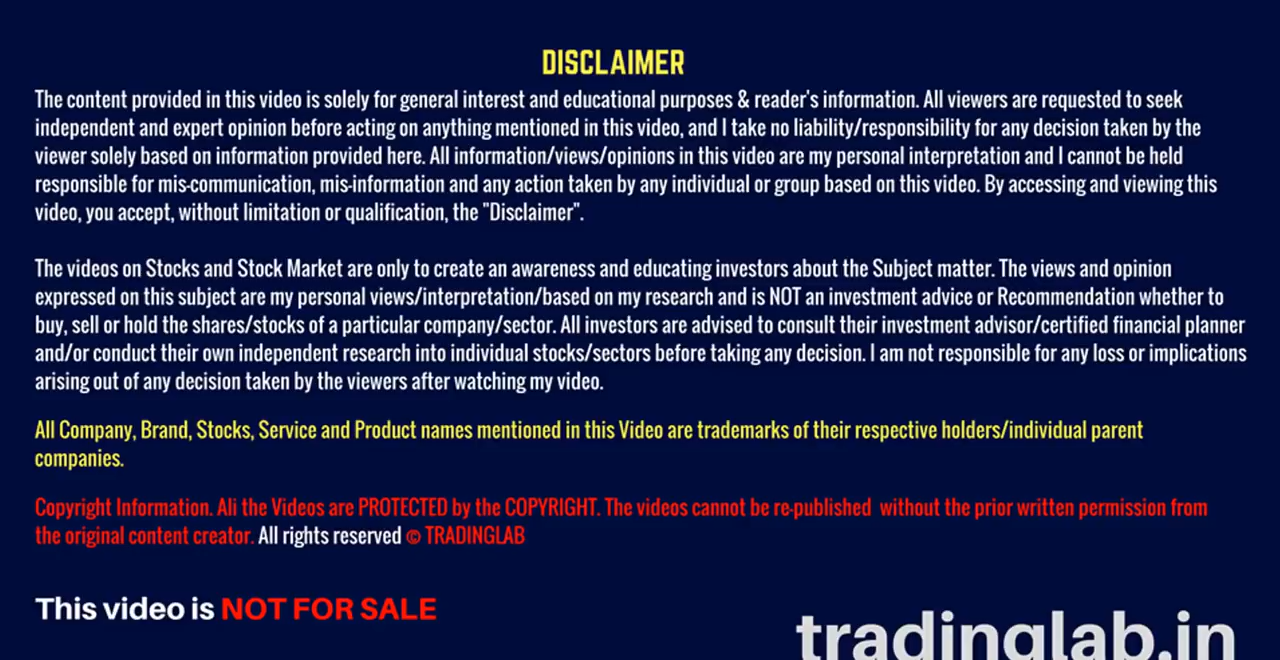 DISCLAIMER
The content provided in this video is solely for general interest and educational purposes & reader's information. All viewers are requested to seek
independent and expert opinion before acting on anything mentioned in this video, and I take no liability/responsibility for any decision taken by the
viewer solely based on information provided here. All information/views/opinions in this video are my personal interpretation and I cannot be held
responsible for mis-communication, mis-information and any action taken by any individual or group based on this video. By accessing and viewing this
video, you accept, without limitation or qualification, the "Disclaimer".
The videos on Stocks and Stock Market are only to create an awareness and educating investors about the Subject matter. The views and opinion
expressed on this subject are my personal views/interpretation/based on my research and is NOT an investment advice or Recommendation whether to
buy, sell or hold the shares/stocks of a particular company/sector. All investors are advised to consult their investment advisor/certified financial planner
and/or conduct their own independent research into individual stocks/sectors before taking any decision. I am not responsible for any loss or implications
arising out of any decision taken by the viewers after watching my video.
All Company, Brand, Stocks, Service and Product names mentioned in this Video are trademarks of their respective holders/individual parent
companies.
Copyright Information. Ali the Videos are PROTECTED by the COPYRIGHT. The videos cannot be re-published without the prior written permission from
the original content creator. All rights reserved © TRADINGLAB
This video is NOT FOR SALE
tradinglab.in